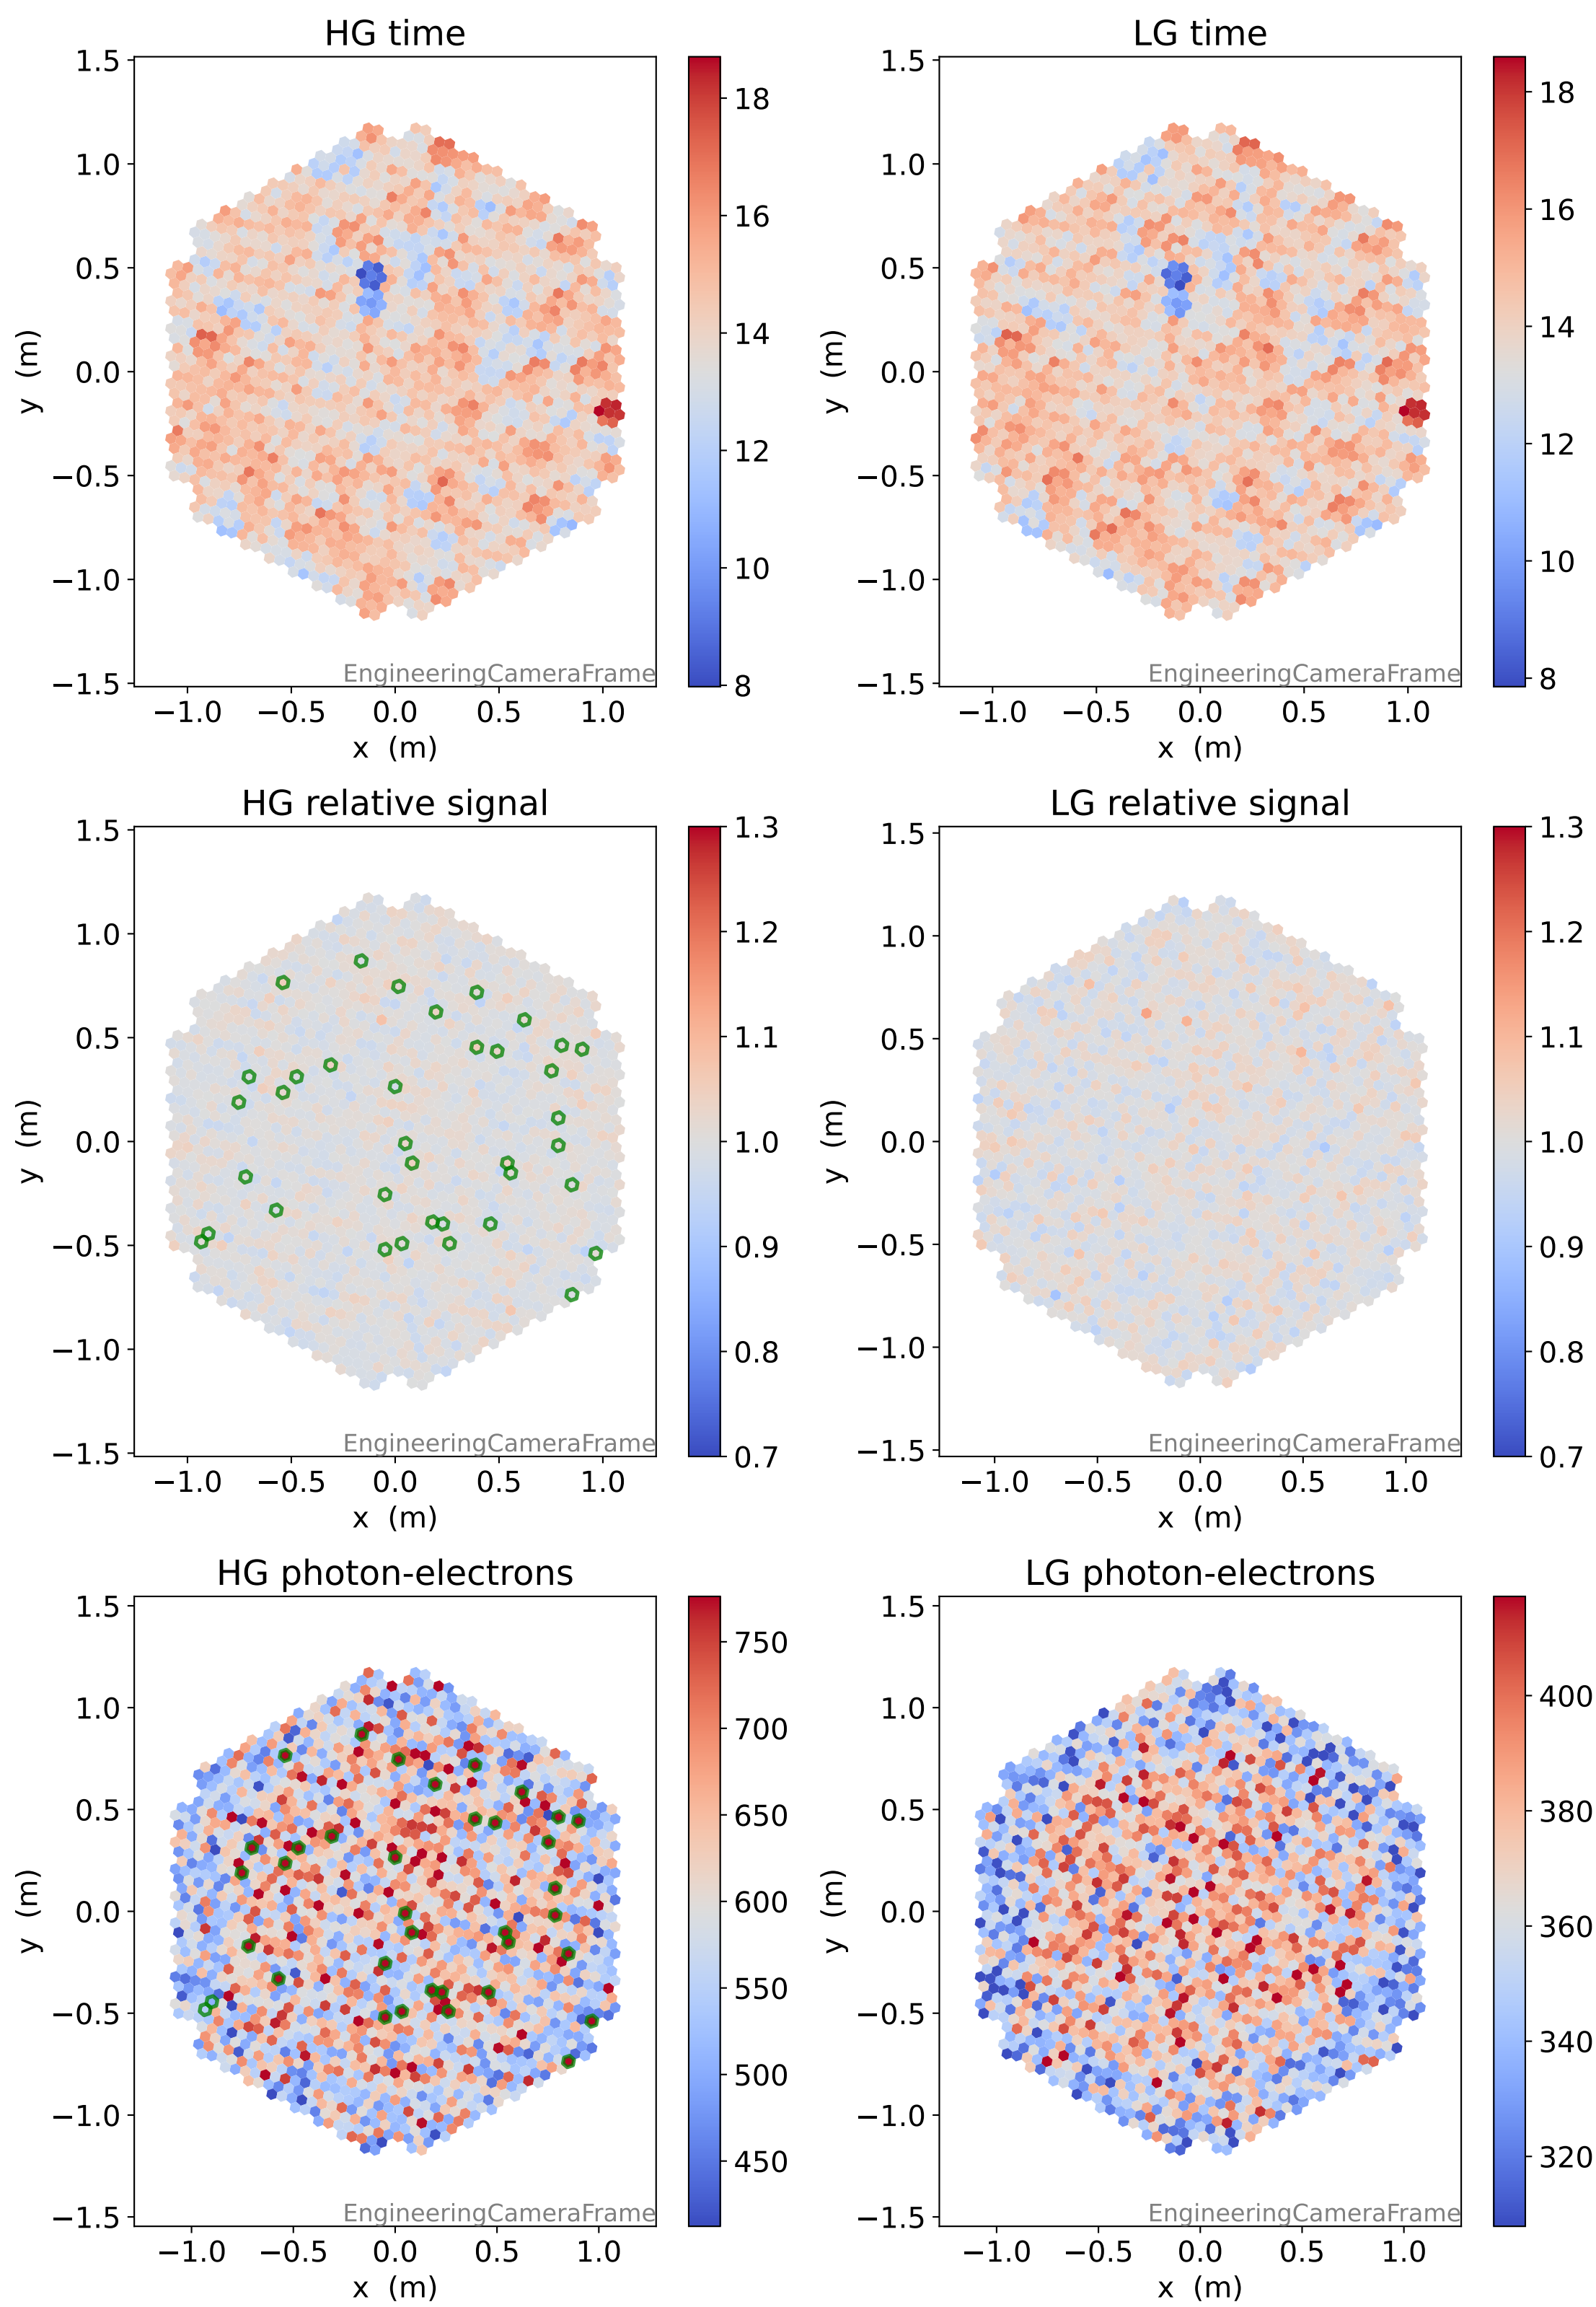 HG time
LG time
1.5
1.0
0.5
0.0
−0.5
−1.0
−1.5
y (m)
−1.0 −0.5 0.0 0.5 1.0
x (m)
EngineeringCameraFrame
18
16
14
12
10
8
1.5
1.0
0.5
0.0
−0.5
−1.0
−1.5
y (m)
−1.0 −0.5 0.0 0.5 1.0
x (m)
EngineeringCameraFrame
18
16
14
12
10
8
HG relative signal
LG relative signal
1.5
1.0
0.5
0.0
−0.5
−1.0
−1.5
y (m)
−1.0 −0.5 0.0 0.5 1.0
x (m)
EngineeringCameraFrame
1.3
1.2
1.1
1.0
0.9
0.8
0.7
1.5
1.0
0.5
0.0
−0.5
−1.0
−1.5
y (m)
−1.0 −0.5 0.0 0.5 1.0
x (m)
EngineeringCameraFrame
1.3
1.2
1.1
1.0
0.9
0.8
0.7
HG photon-electrons
LG photon-electrons
1.5
1.0
0.5
0.0
−0.5
−1.0
−1.5
y (m)
−1.0 −0.5 0.0 0.5 1.0
x (m)
EngineeringCameraFrame
750
700
650
600
550
500
450
1.5
1.0
0.5
0.0
−0.5
−1.0
−1.5
y (m)
−1.0 −0.5 0.0 0.5 1.0
x (m)
EngineeringCameraFrame
400
380
360
340
320